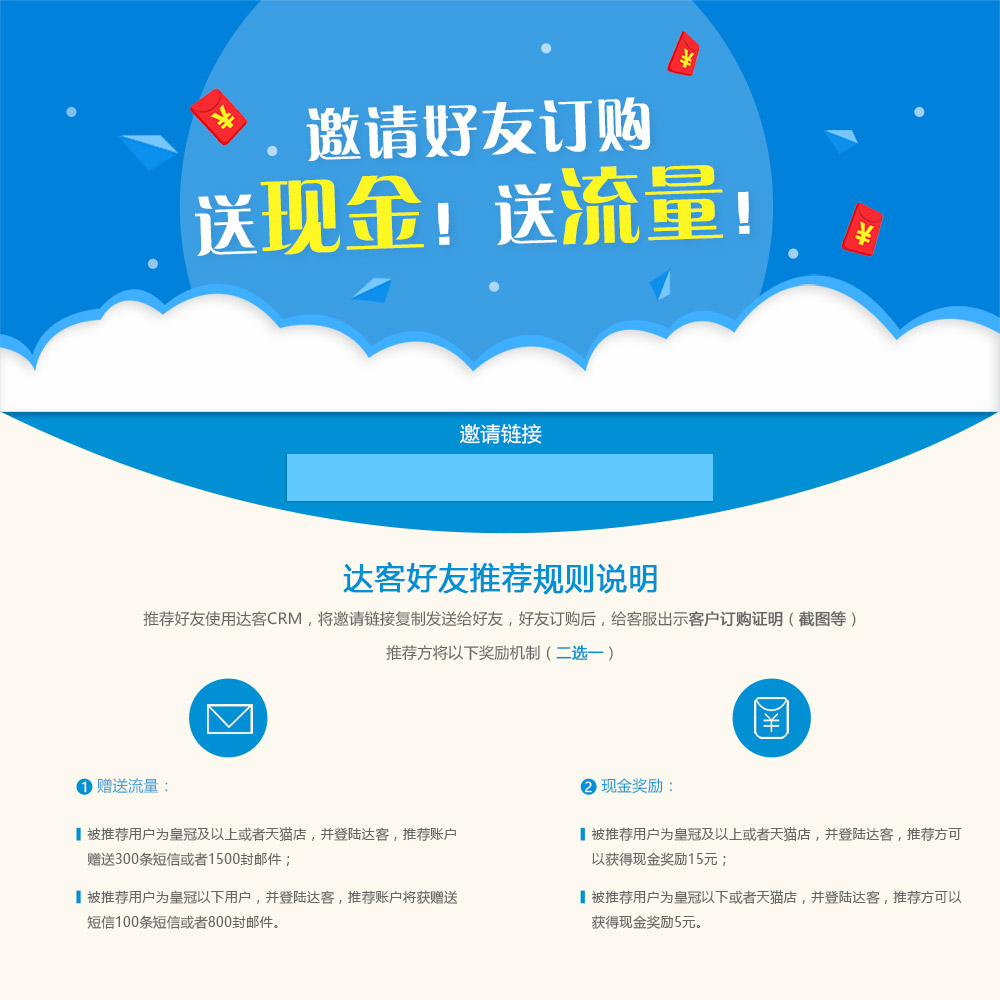 邀请好友订购
送现金！送流量！
邀请链接
达客好友推荐规则说明
推荐好友使用达客CRM，将邀请链接复制发送给好友，好友订购后，给客服出示客户订购证明（截图等）
推荐方将以下奖励机制（二选一）
1 赠送流量：
被推荐用户为皇冠及以上或者天猫店，并登陆达客，推荐账户
赠送300条短信或者1500封邮件；
被推荐用户为皇冠以下用户，并登陆达客，推荐账户将获赠送
短信100条短信或者800封邮件。
2 现金奖励：
被推荐用户为皇冠及以上或者天猫店，并登陆达客，推荐方可
以获得现金奖励15元；
被推荐用户为皇冠以下或者天猫店，并登陆达客，推荐方可以
获得现金奖励5元。